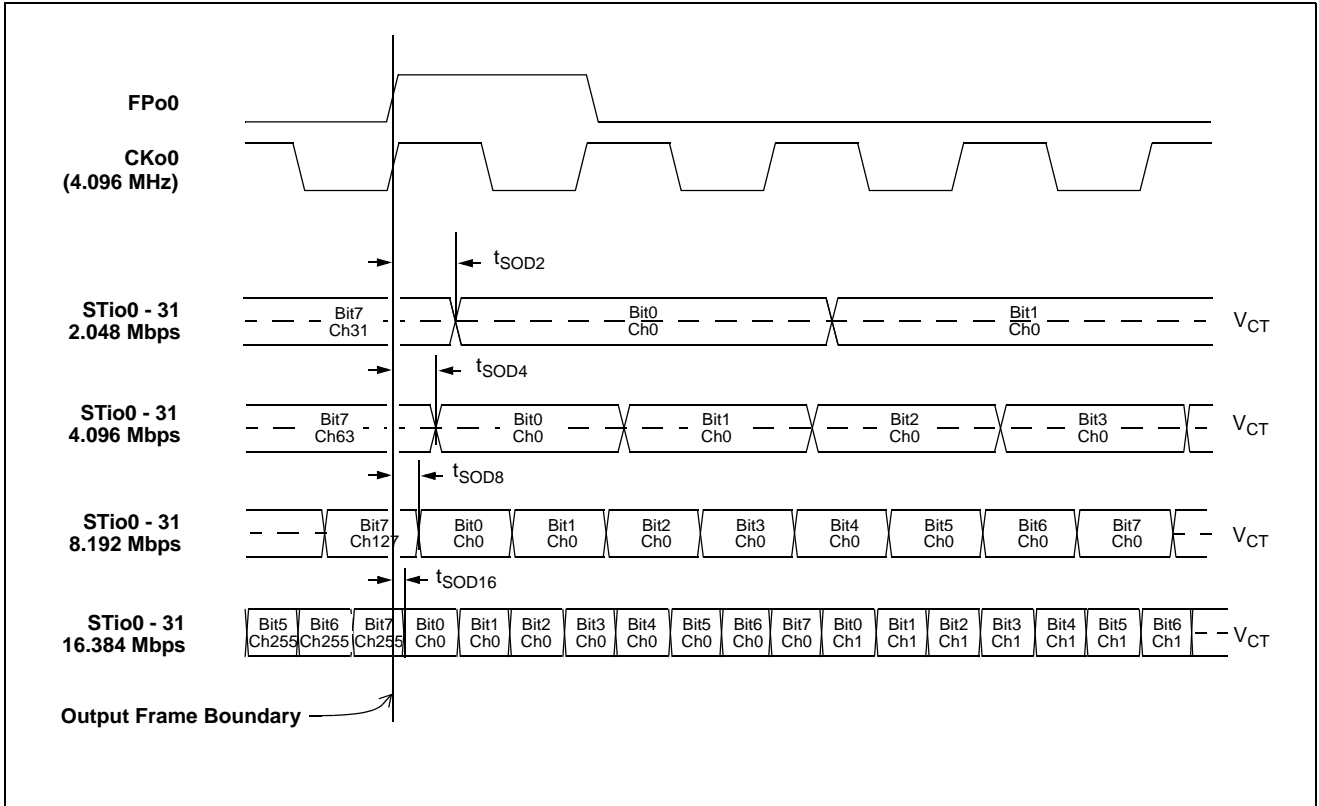 FPo0
CKo0
(4.096 MHz)
tSOD2
STio0 - 31
2.048 Mbps
Bit7
Ch31
Bit0
Ch0
Bit1
Ch0
VCT
tSOD4
STio0 - 31
4.096 Mbps
Bit7
Ch63
Bit0
Ch0
Bit1
Ch0
Bit2
Ch0
Bit3
Ch0
VCT
tSOD8
STio0 - 31
8.192 Mbps
Bit7
Ch127
Bit0
Ch0
Bit1
Ch0
Bit2
Ch0
Bit3
Ch0
Bit4
Ch0
Bit5
Ch0
Bit6
Ch0
Bit7
Ch0
VCT
tSOD16
STio0 - 31
16.384 Mbps
Bit5
Ch255
Bit6
Ch255
Bit7
Ch255
Bit0
Ch0
Bit1
Ch0
Bit2
Ch0
Bit3
Ch0
Bit4
Ch0
Bit5
Ch0
Bit6
Ch0
Bit7
Ch0
Bit0
Ch1
Bit1
Ch1
Bit2
Ch1
Bit3
Ch1
Bit4
Ch1
Bit5
Ch1
Bit6
Ch1
VCT
Output Frame Boundary